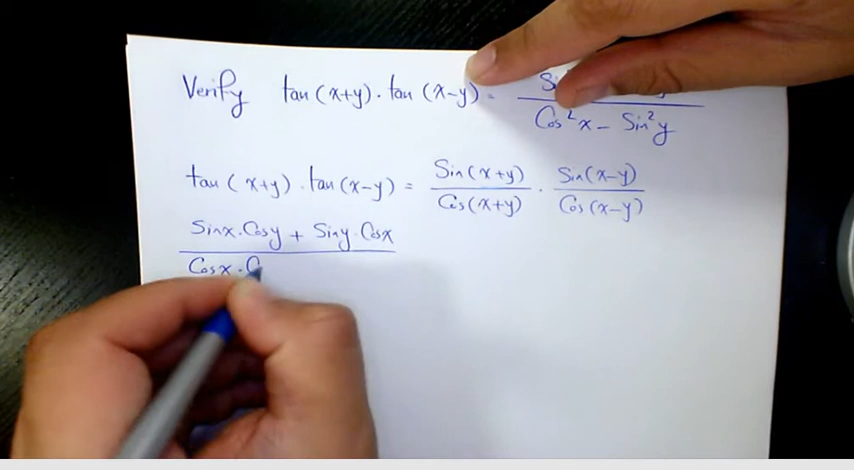 Verify tan(x+y).tan(x-y) = / Cos²x - Sin²y
tan(x+y).tan(x-y) = Sin(x+y)/Cos(x+y) . Sin(x-y)/Cos(x-y)
Sinx.Cosy + Siny.Cosx
Cosx.C